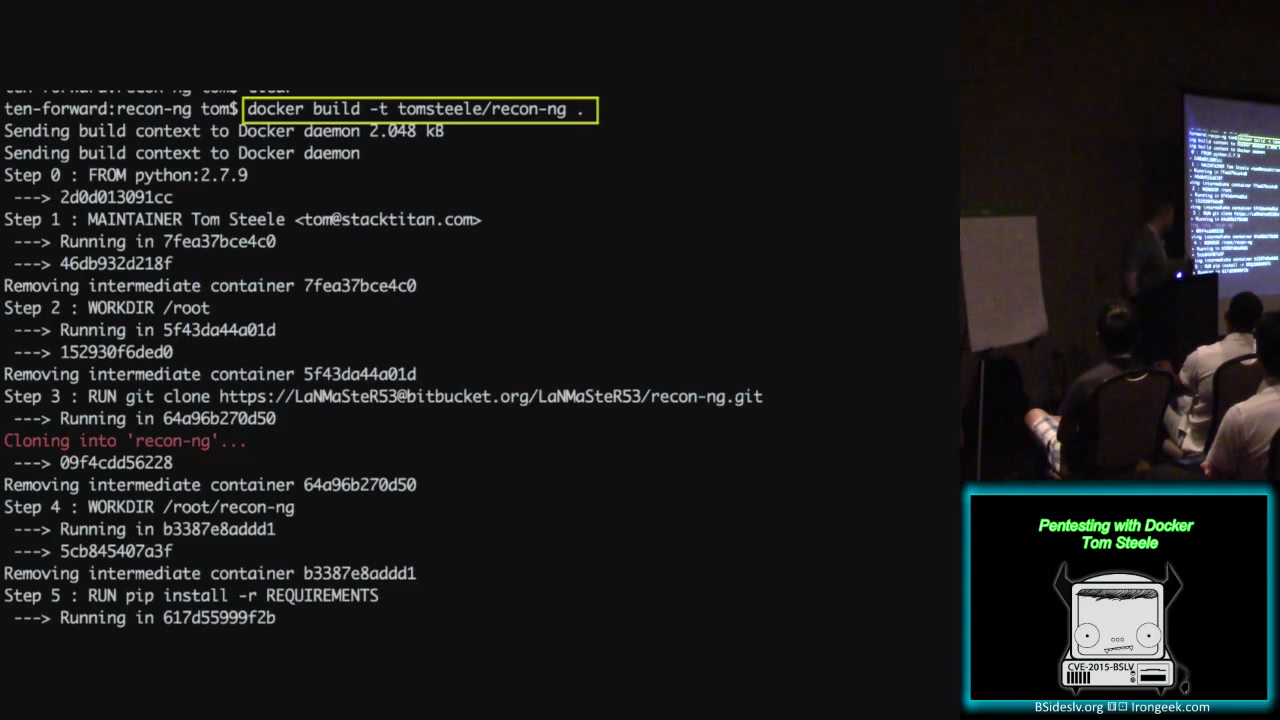 ten-forward:recon-ng tom$ docker build -t tomsteele/recon-ng .
Sending build context to Docker daemon 2.048 kB
Sending build context to Docker daemon
Step 0 : FROM python:2.7.9
---> 2d0d013091cc
Step 1 : MAINTAINER Tom Steele <tom@stacktitan.com>
---> Running in 7fea37bce4c0
---> 46db932d218f
Removing intermediate container 7fea37bce4c0
Step 2 : WORKDIR /root
---> Running in 5f43da44a01d
---> 152930f6ded0
Removing intermediate container 5f43da44a01d
Step 3 : RUN git clone https://LaNMaSteR53@bitbucket.org/LaNMaSteR53/recon-ng.git
---> Running in 64a96b270d50
Cloning into 'recon-ng'...
---> 09f4cdd56228
Removing intermediate container 64a96b270d50
Step 4 : WORKDIR /root/recon-ng
---> Running in b3387e8addd1
---> 5cb845407a3f
Removing intermediate container b3387e8addd1
Step 5 : RUN pip install -r REQUIREMENTS
---> Running in 617d55999f2b
Pentesting with Docker
Tom Steele
CVE-2015-BSLV
BSideslv.org Irongeek.com